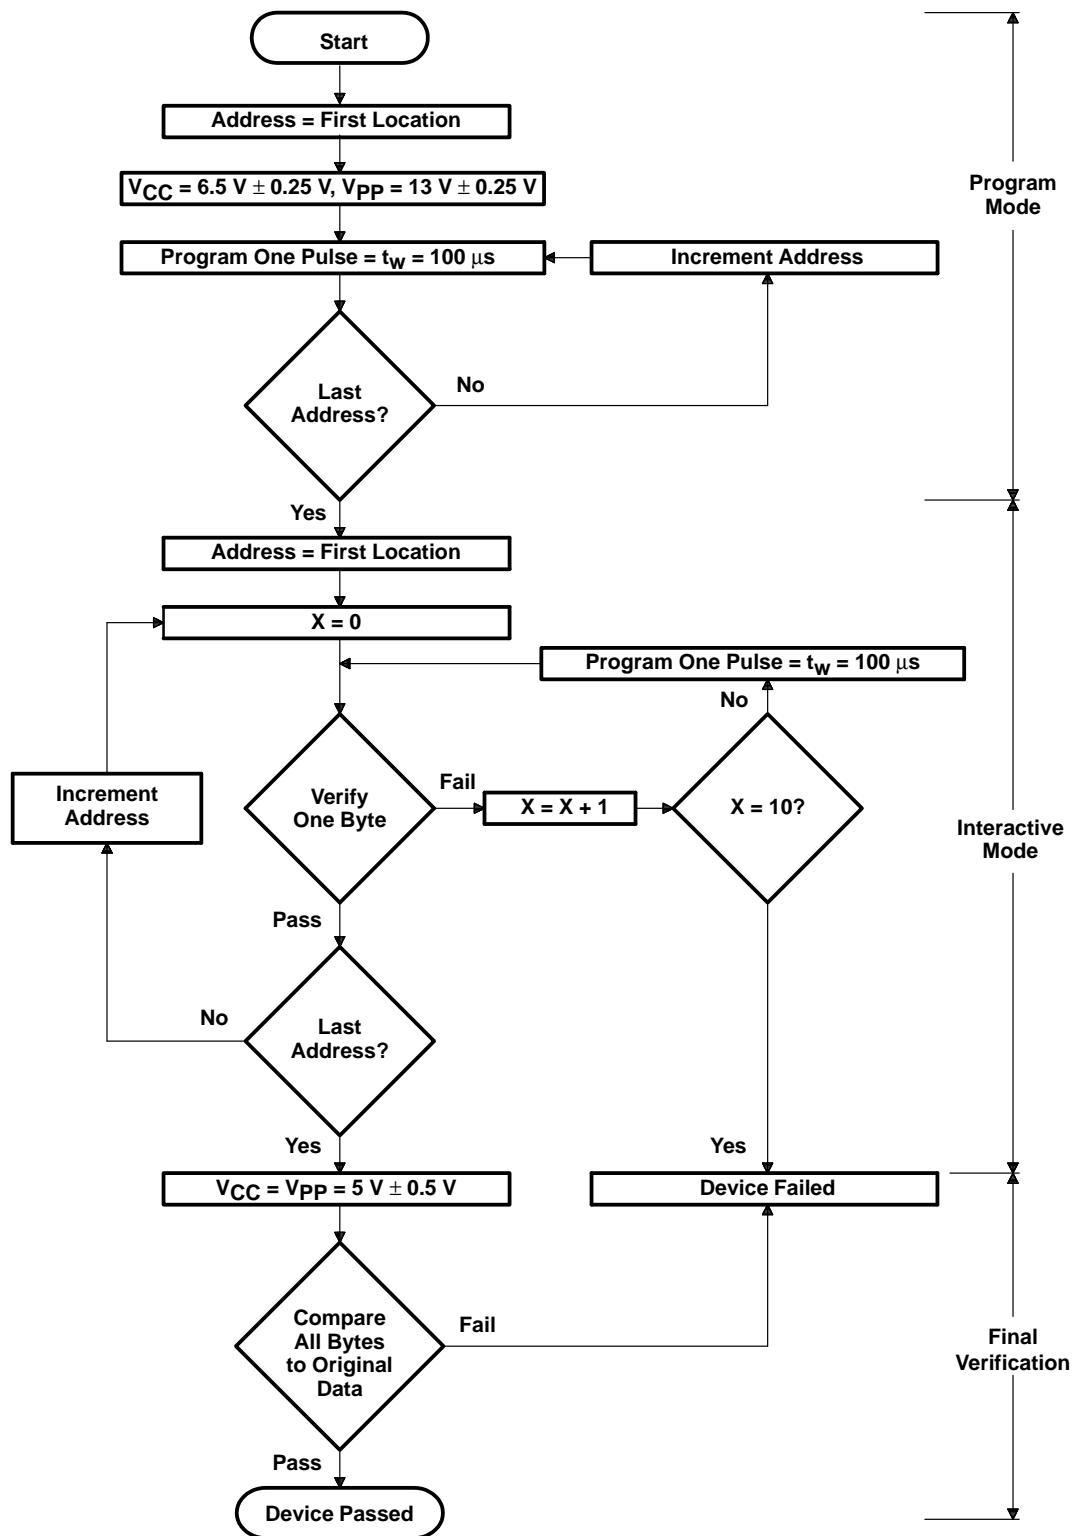 Start
Address = First Location
VCC = 6.5 V ± 0.25 V, VPP = 13 V ± 0.25 V
Program
Mode
Program One Pulse = tw = 100 μs
Increment Address
Last
Address?
No
Yes
Address = First Location
X = 0
Program One Pulse = tw = 100 μs
No
Increment
Address
Verify
One Byte
Fail
X = X + 1
X = 10?
Interactive
Mode
Pass
No
Last
Address?
Yes
Yes
VCC = VPP = 5 V ± 0.5 V
Device Failed
Compare
All Bytes
to Original
Data
Fail
Final
Verification
Pass
Device Passed